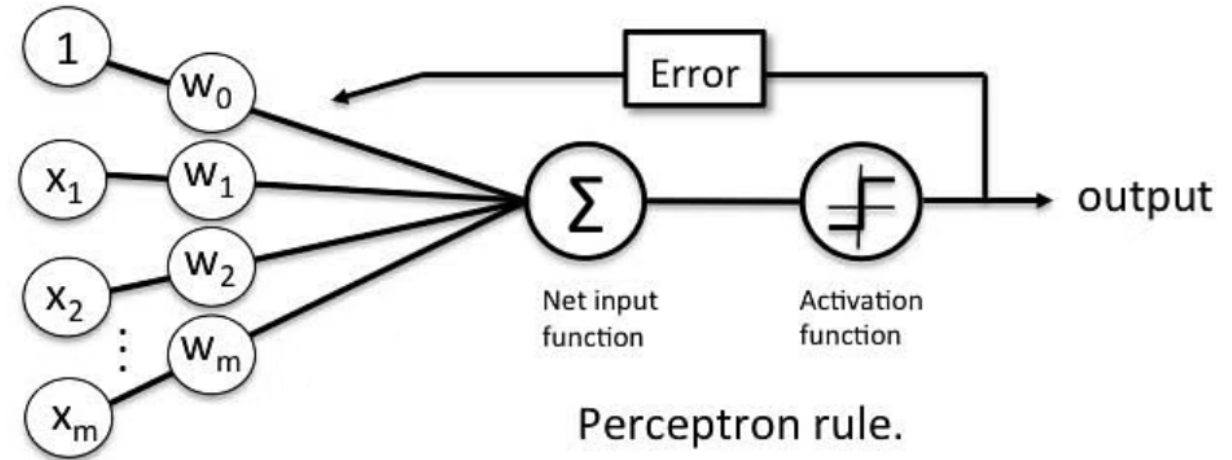 1
w₀
Error
x₁
w₁
Σ
output
x₂
w₂
⋮
wₘ
xₘ
Net input
function
Activation
function
Perceptron rule.